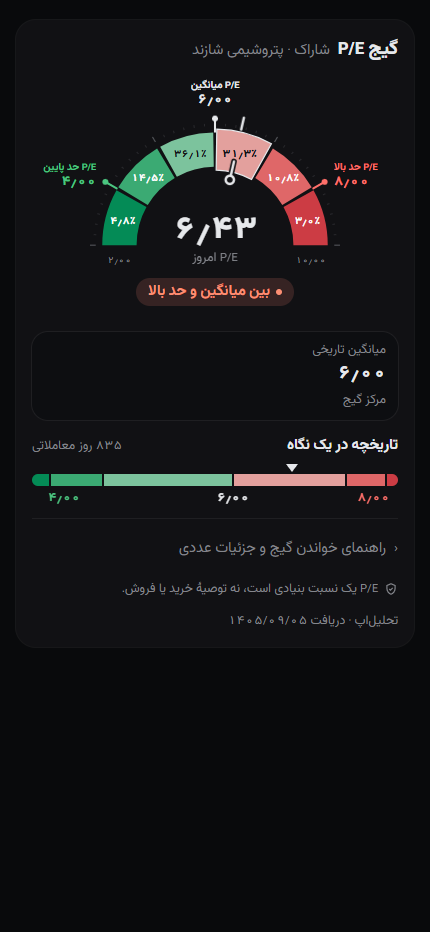 گیج P/E شاراک · پتروشیمی شازند
P/E میانگین
۶٫۰۰
P/E حد پایین
۴٫۰۰
P/E حد بالا
۸٫۰۰
۳۶٫۱٪
۳۱٫۳٪
۱۴٫۵٪
۱۰٫۸٪
۴٫۸٪
۳٫۰٪
۶٫۴۳
P/E امروز
۲٫۰۰
۱۰٫۰۰
بین میانگین و حد بالا
میانگین تاریخی
۶٫۰۰
مرکز گیج
تاریخچه در یک نگاه
۸۳۵ روز معاملاتی
۴٫۰۰
۶٫۰۰
۸٫۰۰
راهنمای خواندن گیج و جزئیات عددی
P/E یک نسبت بنیادی است، نه توصیهٔ خرید یا فروش.
تحلیل‌اپ · دریافت ۱۴۰۵/۰۹/۰۵